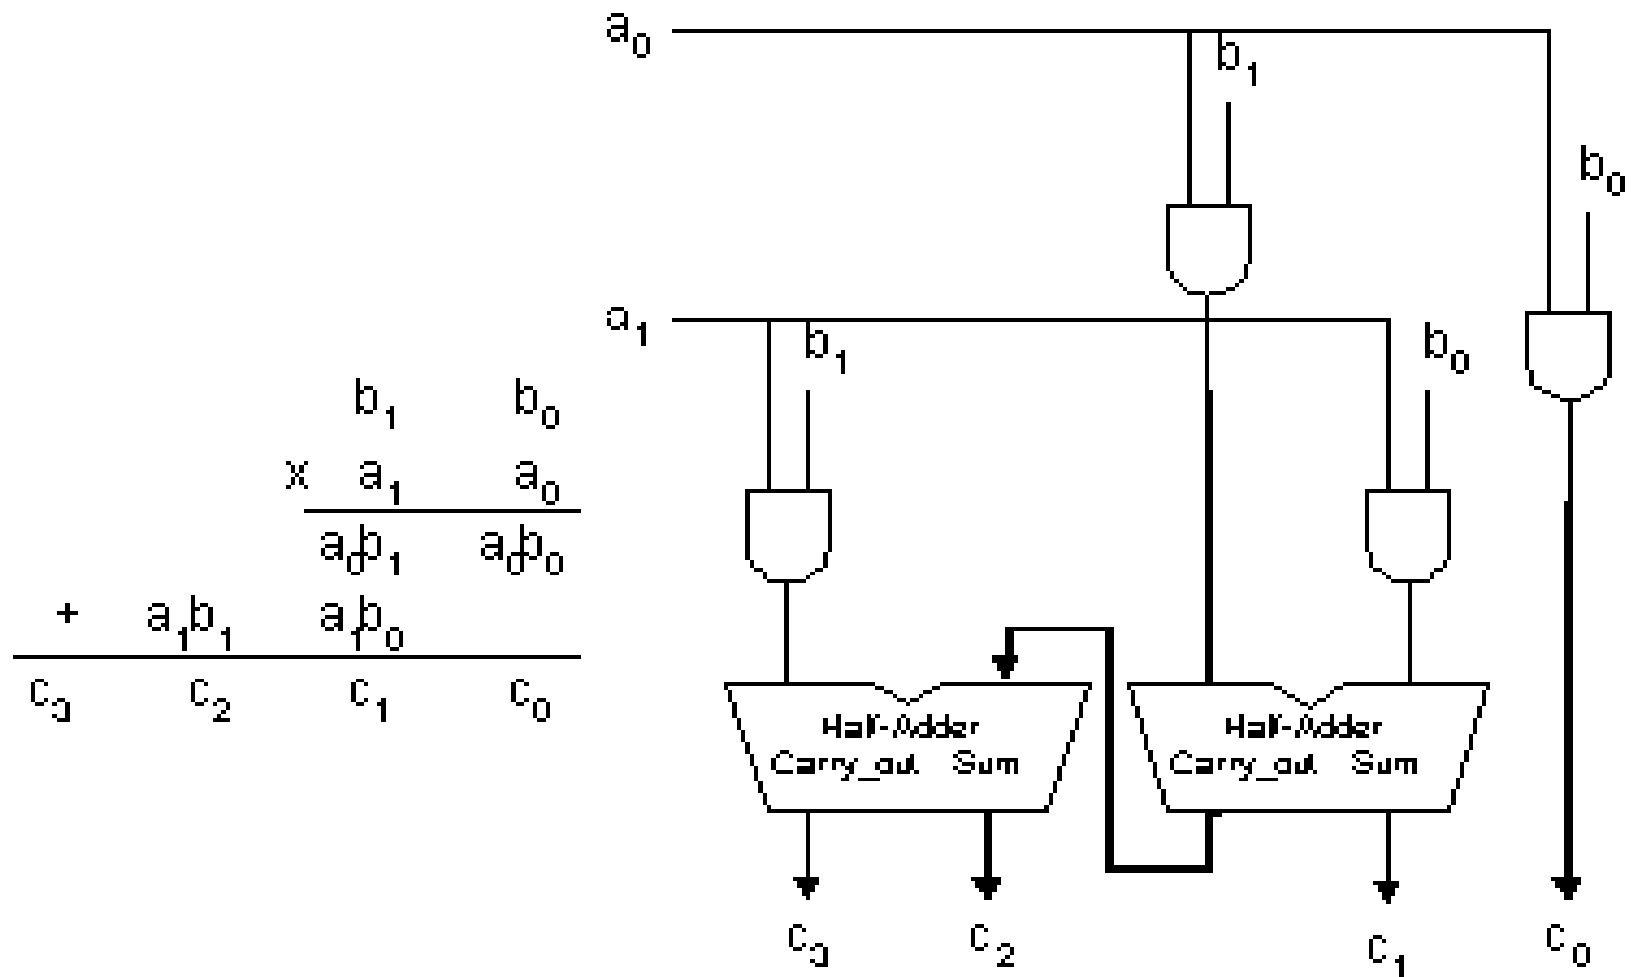 a₀
b₁
b₀
a₁
b₁
b₀
b₁ b₀
x a₁ a₀
a₀b₁ a₀b₀
+ a₁b₁ a₁b₀
c₃ c₂ c₁ c₀
Half-Adder
Carry_out Sum
Half-Adder
Carry_out Sum
c₃ c₂ c₁ c₀